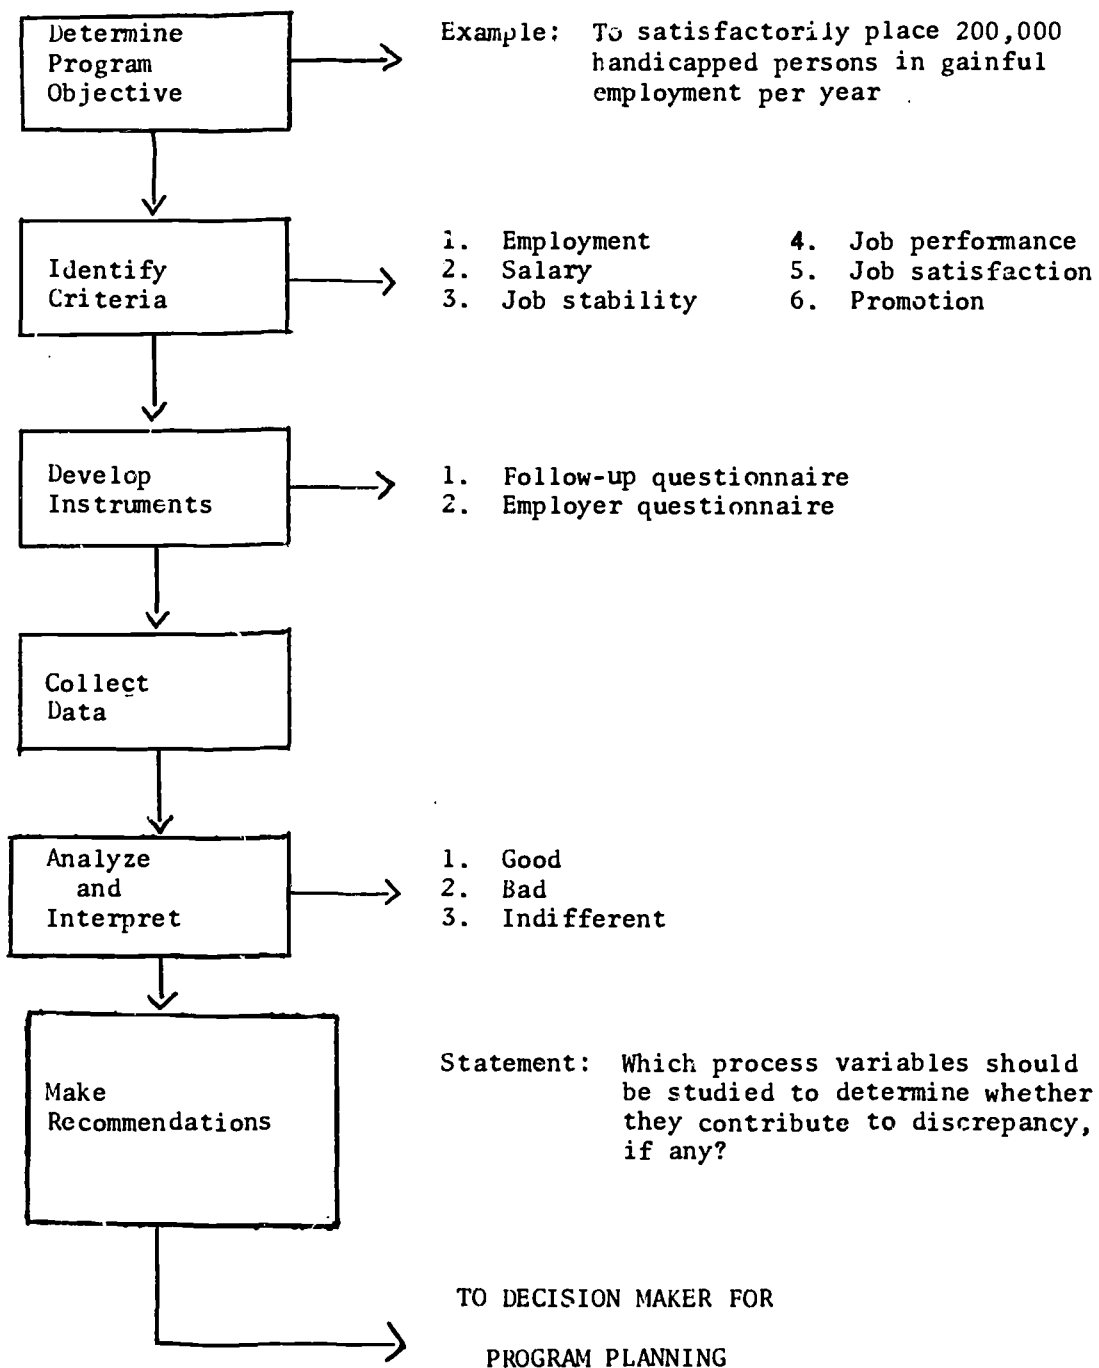 Determine
Program
Objective
Example: To satisfactorily place 200,000
handicapped persons in gainful
employment per year
Identify
Criteria
1. Employment
2. Salary
3. Job stability
4. Job performance
5. Job satisfaction
6. Promotion
Develop
Instruments
1. Follow-up questionnaire
2. Employer questionnaire
Collect
Data
Analyze
and
Interpret
1. Good
2. Bad
3. Indifferent
Make
Recommendations
Statement: Which process variables should
be studied to determine whether
they contribute to discrepancy,
if any?
TO DECISION MAKER FOR
PROGRAM PLANNING